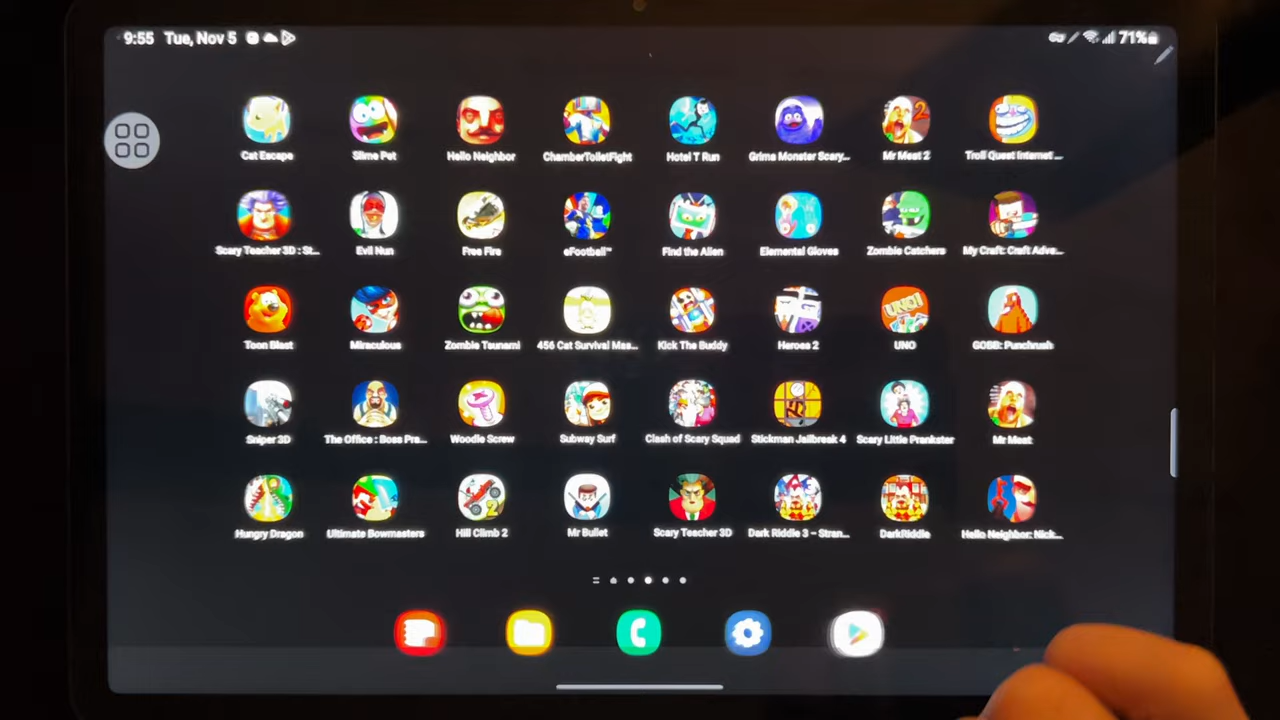 9:55 Tue, Nov 5
71%
Cat Escape Slime Pet Hello Neighbor ChamberToiletFight Hotel T Run Grima Monster Scary... Mr Meat 2 Troll Quest Internet ...
Scary Teacher 3D : St... Evil Nun Free Fire eFootball™ Find the Alien Elemental Gloves Zombie Catchers My Craft: Craft Adve...
UNO!
Toon Blast Miraculous Zombie Tsunami 456 Cat Survival Mas... Kick The Buddy Heroes 2 UNO GOBB: Punchrush
Sniper 3D The Office : Boss Pra... Woodle Screw Subway Surf Clash of Scary Squad Stickman Jailbreak 4 Scary Little Prankster Mr Meat
Hungry Dragon Ultimate Bowmasters Hill Climb 2 Mr Bullet Scary Teacher 3D Dark Riddle 3 – Stran... DarkRiddle Hello Neighbor: Nick...